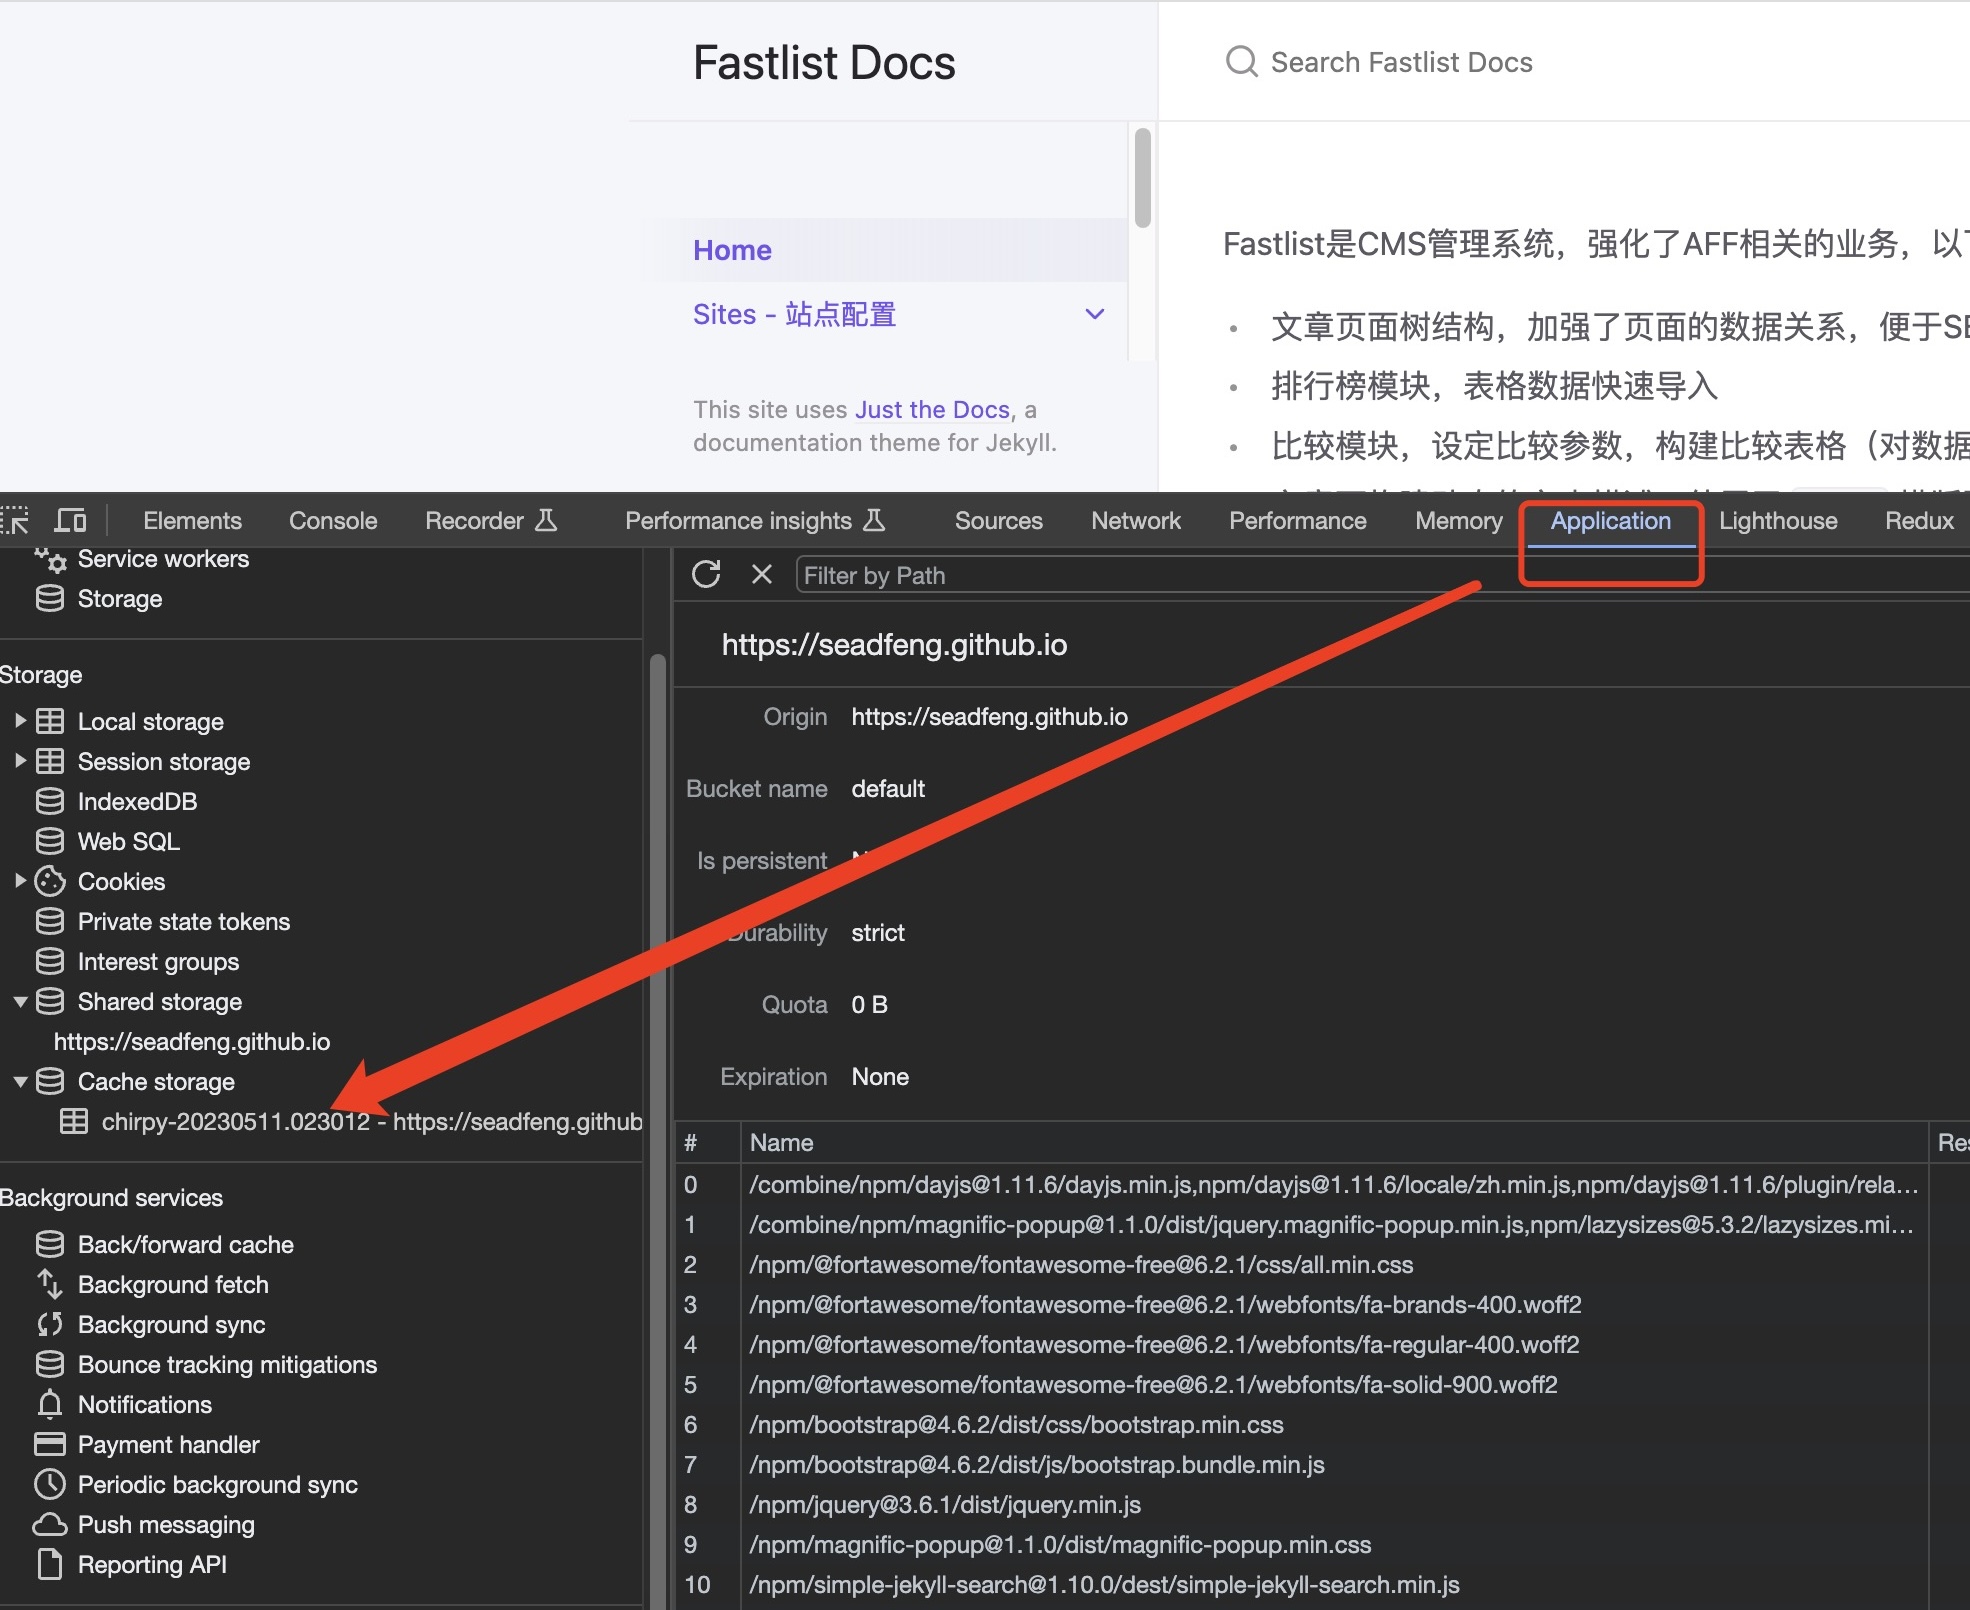 Fastlist Docs
Search Fastlist Docs
Home
Sites - 站点配置
This site uses Just the Docs, a
documentation theme for Jekyll.
Fastlist是CMS管理系统，强化了AFF相关的业务，以
• 文章页面树结构，加强了页面的数据关系，便于SE
• 排行榜模块，表格数据快速导入
• 比较模块，设定比较参数，构建比较表格（对数据
Elements Console Recorder Performance insights Sources Network Performance Memory Application Lighthouse Redux
Service workers
Storage
Storage
Local storage
Session storage
IndexedDB
Web SQL
Cookies
Private state tokens
Interest groups
Shared storage
https://seadfeng.github.io
Cache storage
chirpy-20230511.023012 - https://seadfeng.github
Background services
Back/forward cache
Background fetch
Background sync
Bounce tracking mitigations
Notifications
Payment handler
Periodic background sync
Push messaging
Reporting API
Filter by Path
https://seadfeng.github.io
Origin https://seadfeng.github.io
Bucket name default
Is persistent
Durability strict
Quota 0 B
Expiration None
# Name Res
0 /combine/npm/dayjs@1.11.6/dayjs.min.js,npm/dayjs@1.11.6/locale/zh.min.js,npm/dayjs@1.11.6/plugin/rela…
1 /combine/npm/magnific-popup@1.1.0/dist/jquery.magnific-popup.min.js,npm/lazysizes@5.3.2/lazysizes.mi…
2 /npm/@fortawesome/fontawesome-free@6.2.1/css/all.min.css
3 /npm/@fortawesome/fontawesome-free@6.2.1/webfonts/fa-brands-400.woff2
4 /npm/@fortawesome/fontawesome-free@6.2.1/webfonts/fa-regular-400.woff2
5 /npm/@fortawesome/fontawesome-free@6.2.1/webfonts/fa-solid-900.woff2
6 /npm/bootstrap@4.6.2/dist/css/bootstrap.min.css
7 /npm/bootstrap@4.6.2/dist/js/bootstrap.bundle.min.js
8 /npm/jquery@3.6.1/dist/jquery.min.js
9 /npm/magnific-popup@1.1.0/dist/magnific-popup.min.css
10 /npm/simple-jekyll-search@1.10.0/dest/simple-jekyll-search.min.js